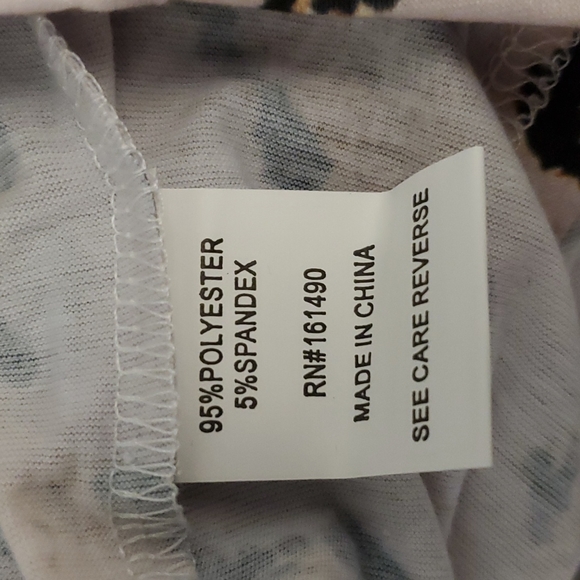 95%POLYESTER
5%SPANDEX
RN#161490
MADE IN CHINA
SEE CARE REVERSE